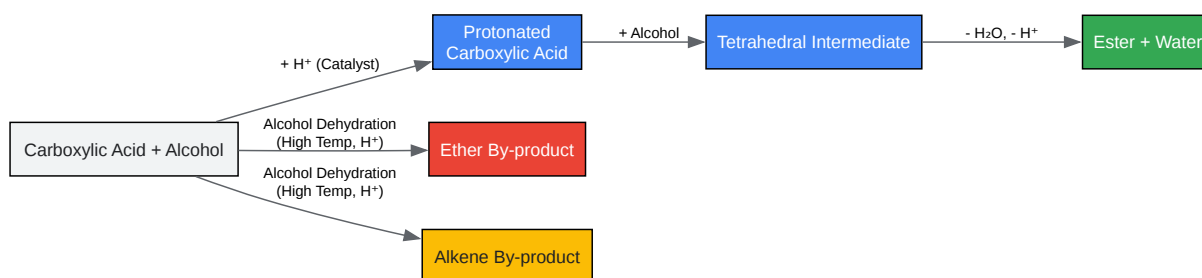 Protonated
Carboxylic Acid
+ Alcohol
Tetrahedral Intermediate
- H₂O, - H⁺
Ester + Water
+ H⁺ (Catalyst)
Carboxylic Acid + Alcohol
Alcohol Dehydration
(High Temp, H⁺)
Ether By-product
Alcohol Dehydration
(High Temp, H⁺)
Alkene By-product